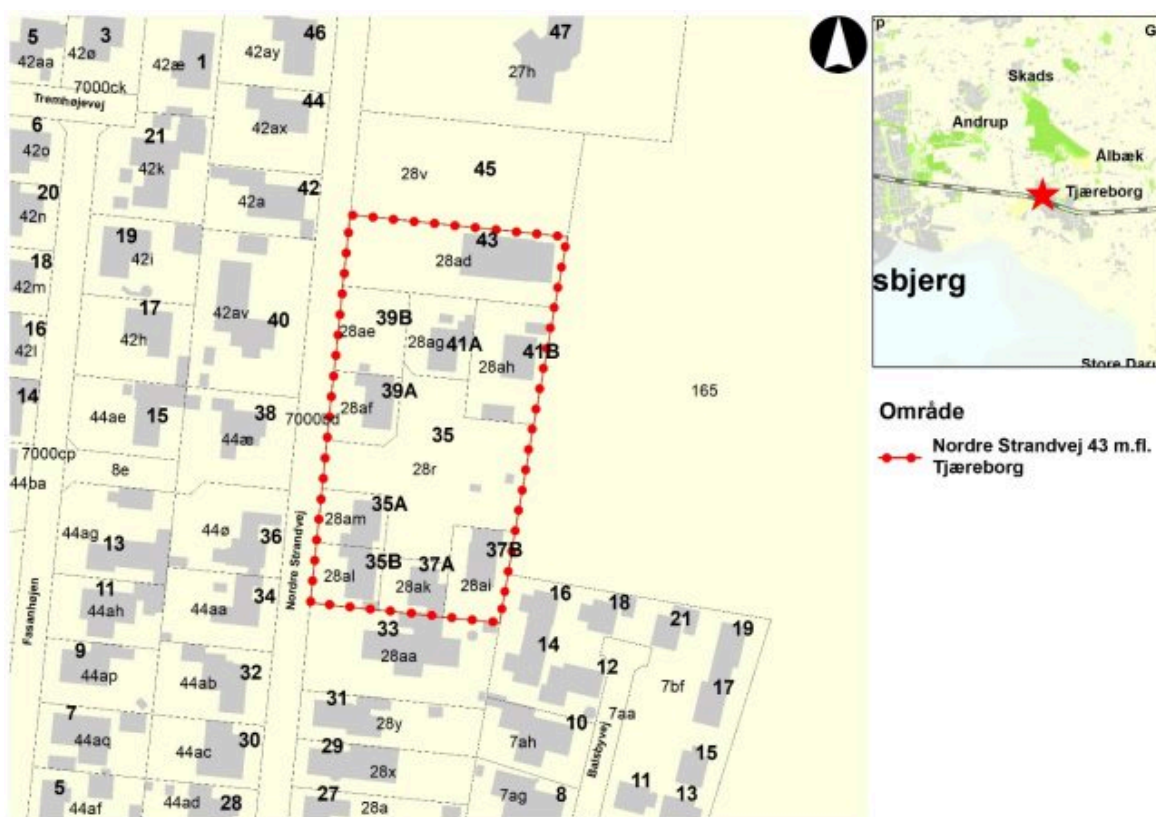 5
3
1
46
47
42aa
42ø
42æ
42ay
27h
7000ck
Tremhøjevej
44
42ax
6
42o
21
42k
28v
45
20
42n
42a
42
19
42i
43
28ad
18
42m
17
42h
42av
40
39B
28ae
28ag
41A
41B
28ah
16
42l
14
44ae
15
38
44æ
39A
28af
35
28r
165
7000cp
44ba
8e
44ag
13
44ø
36
35A
28am
35B
28al
37A
28ak
37B
28ai
Nordre Strandvej
Fasanhøjen
11
44ah
44aa
34
33
28aa
9
44ap
44ab
32
31
28y
7
44aq
44ac
30
29
28x
5
44af
44ad
28
27
28a
16
18
21
19
14
12
17
7bf
7aa
10
7ah
Balsbyvej
15
11
13
7ag
8
Skads
Andrup
Ålbæk
Tjæreborg
sbjerg
Store Daru
Område
Nordre Strandvej 43 m.fl.
Tjæreborg